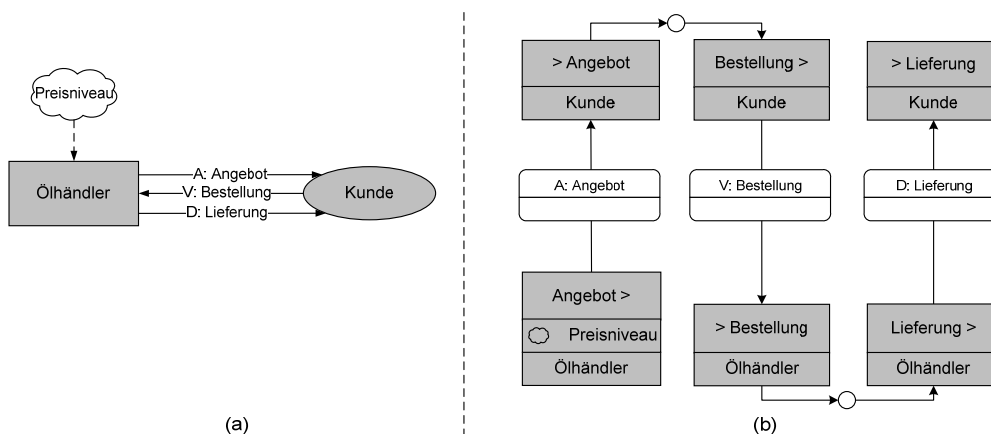 Preisniveau
Ölhändler
A: Angebot
V: Bestellung
D: Lieferung
Kunde
(a)
> Angebot
Kunde
Bestellung >
Kunde
> Lieferung
Kunde
A: Angebot
V: Bestellung
D: Lieferung
Angebot >
Preisniveau
Ölhändler
> Bestellung
Ölhändler
Lieferung >
Ölhändler
(b)